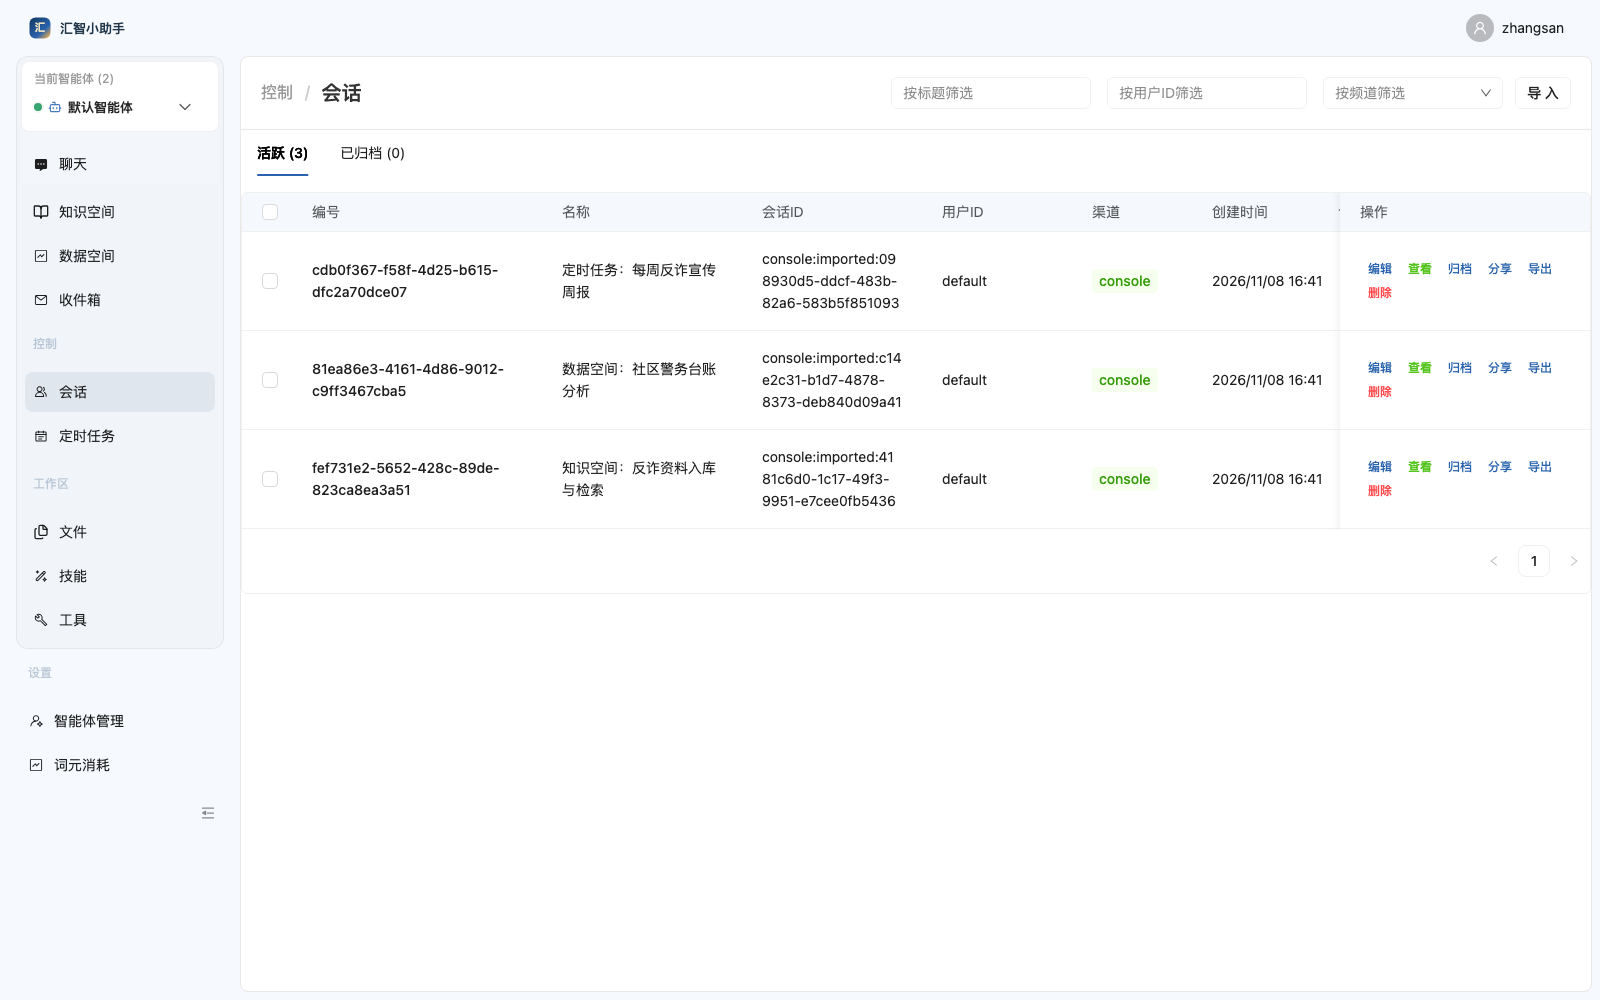 汇 汇智小助手
zhangsan
当前智能体 (2)
默认智能体
聊天
知识空间
数据空间
收件箱
控制
会话
定时任务
工作区
文件
技能
工具
设置
智能体管理
词元消耗
控制 / 会话
按标题筛选
按用户ID筛选
按频道筛选
导 入
活跃 (3) 已归档 (0)
编号 名称 会话ID 用户ID 渠道 创建时间 操作
cdb0f367-f58f-4d25-b615-
dfc2a70dce07
定时任务：每周反诈宣传
周报
console:imported:09
8930d5-ddcf-483b-
82a6-583b5f851093
default
console
2026/11/08 16:41
编辑 查看 归档 分享 导出
删除
81ea86e3-4161-4d86-9012-
c9ff3467cba5
数据空间：社区警务台账
分析
console:imported:c14
e2c31-b1d7-4878-
8373-deb840d09a41
default
console
2026/11/08 16:41
编辑 查看 归档 分享 导出
删除
fef731e2-5652-428c-89de-
823ca8ea3a51
知识空间：反诈资料入库
与检索
console:imported:41
81c6d0-1c17-49f3-
9951-e7cee0fb5436
default
console
2026/11/08 16:41
编辑 查看 归档 分享 导出
删除
1